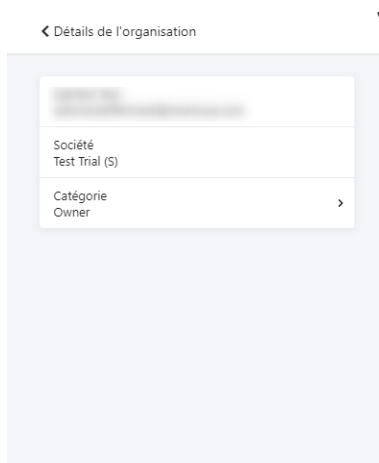 Détails de l'organisation
Société
Test Trial (S)
Catégorie
Owner